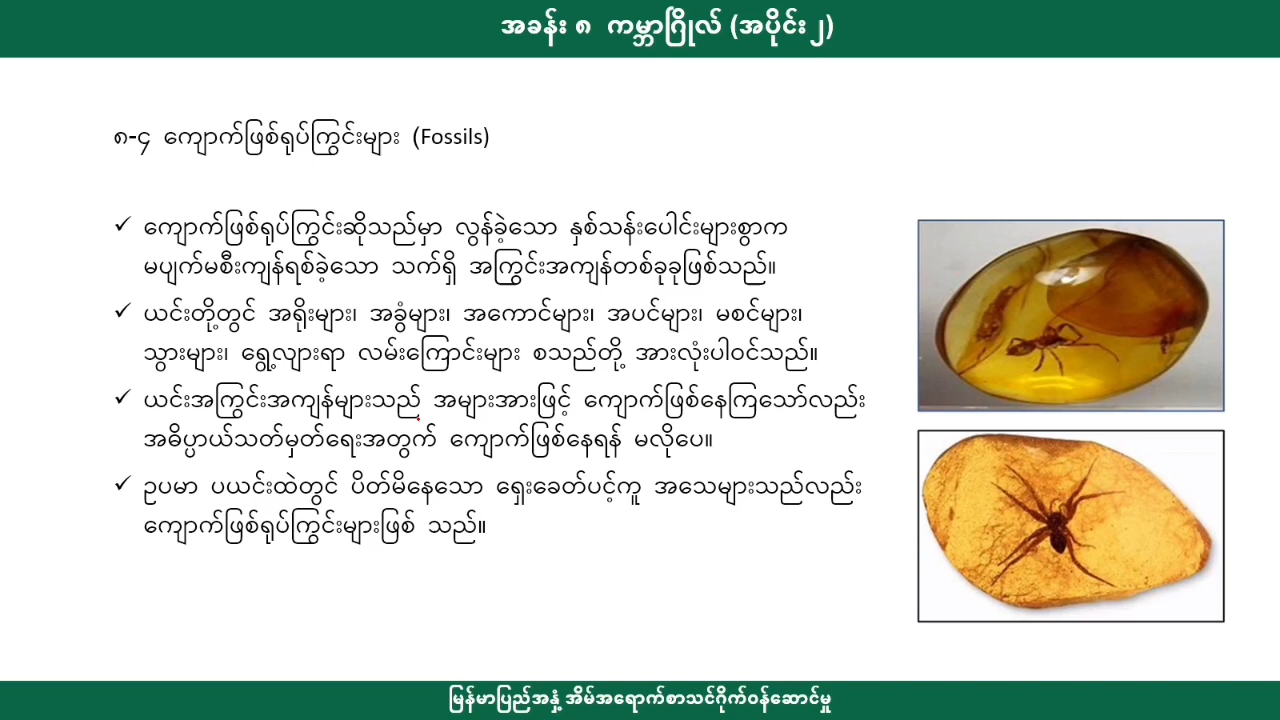 အခန်း ၈ ကမ္ဘာဂြိုလ် (အပိုင်း ၂)
၈-၄ ကျောက်ဖြစ်ရုပ်ကြွင်းများ (Fossils)
✓ ကျောက်ဖြစ်ရုပ်ကြွင်းဆိုသည်မှာ လွန်ခဲ့သော နှစ်သန်းပေါင်းများစွာက
မပျက်မစီးကျန်ရစ်ခဲ့သော သက်ရှိ အကြွင်းအကျန်တစ်ခုခုဖြစ်သည်။
✓ ယင်းတို့တွင် အရိုးများ၊ အခွံများ၊ အကောင်များ၊ အပင်များ၊ မစင်များ၊
သွားများ၊ ရွေ့လျားရာ လမ်းကြောင်းများ စသည်တို့ အားလုံးပါဝင်သည်။
✓ ယင်းအကြွင်းအကျန်များသည် အများအားဖြင့် ကျောက်ဖြစ်နေကြသော်လည်း
အဓိပ္ပာယ်သတ်မှတ်ရေးအတွက် ကျောက်ဖြစ်နေရန် မလိုပေ။
✓ ဥပမာ ပယင်းထဲတွင် ပိတ်မိနေသော ရှေးခေတ်ပင့်ကူ အသေများသည်လည်း
ကျောက်ဖြစ်ရုပ်ကြွင်းများဖြစ် သည်။
မြန်မာပြည်အနှံ့ အိမ်အရောက်စာသင်ဂိုက်ဝန်ဆောင်မှု